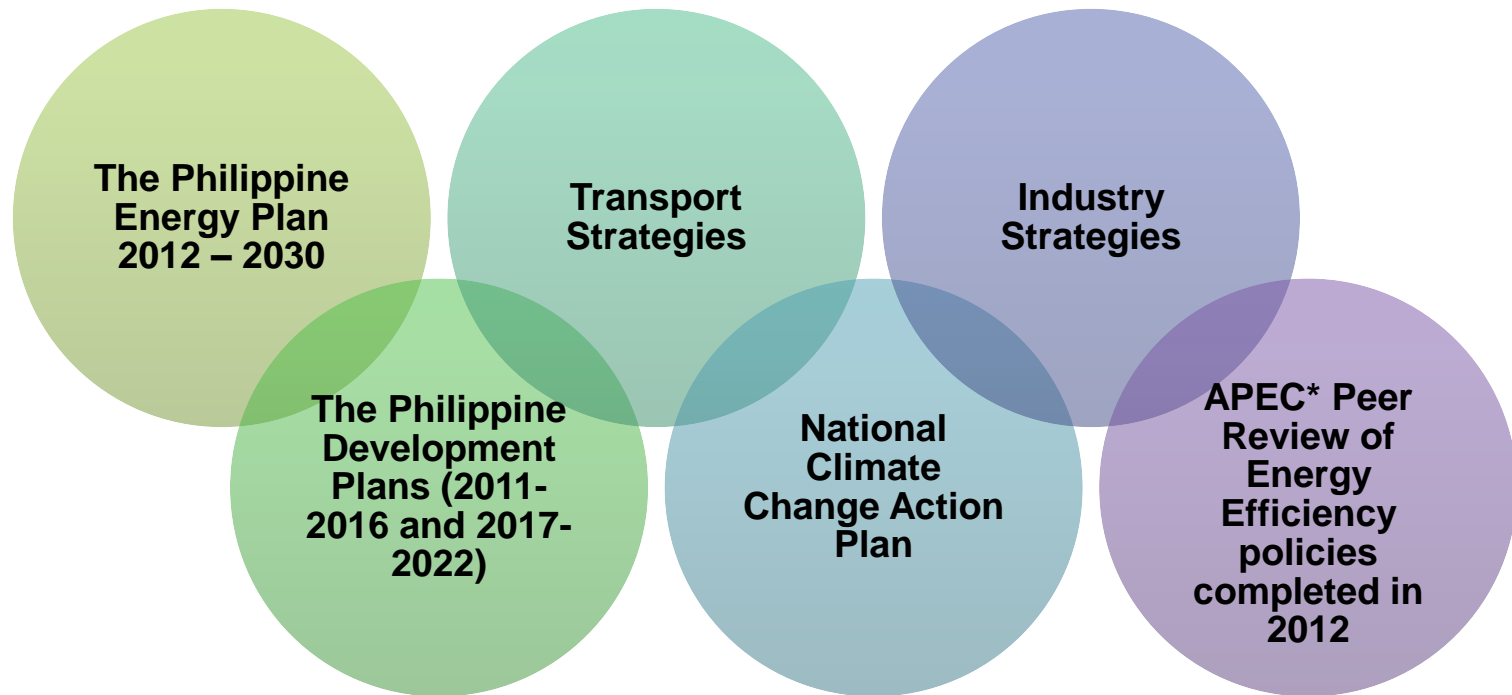 The Philippine
Energy Plan
2012 – 2030
The Philippine
Development
Plans (2011-
2016 and 2017-
2022)
Transport
Strategies
National
Climate
Change Action
Plan
Industry
Strategies
APEC* Peer
Review of
Energy
Efficiency
policies
completed in
2012